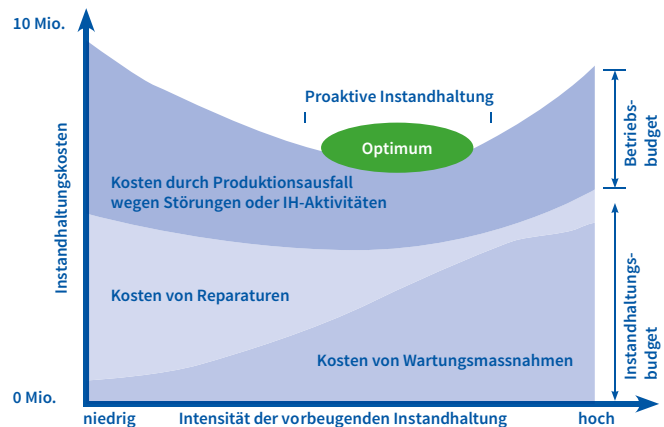 10 Mio.
Instandhaltungskosten
Proaktive Instandhaltung
Optimum
Kosten durch Produktionsausfall
wegen Störungen oder IH-Aktivitäten
Kosten von Reparaturen
Kosten von Wartungsmassnahmen
Betriebs-
budget
Instandhaltungs-
budget
0 Mio.
niedrig
Intensität der vorbeugenden Instandhaltung
hoch